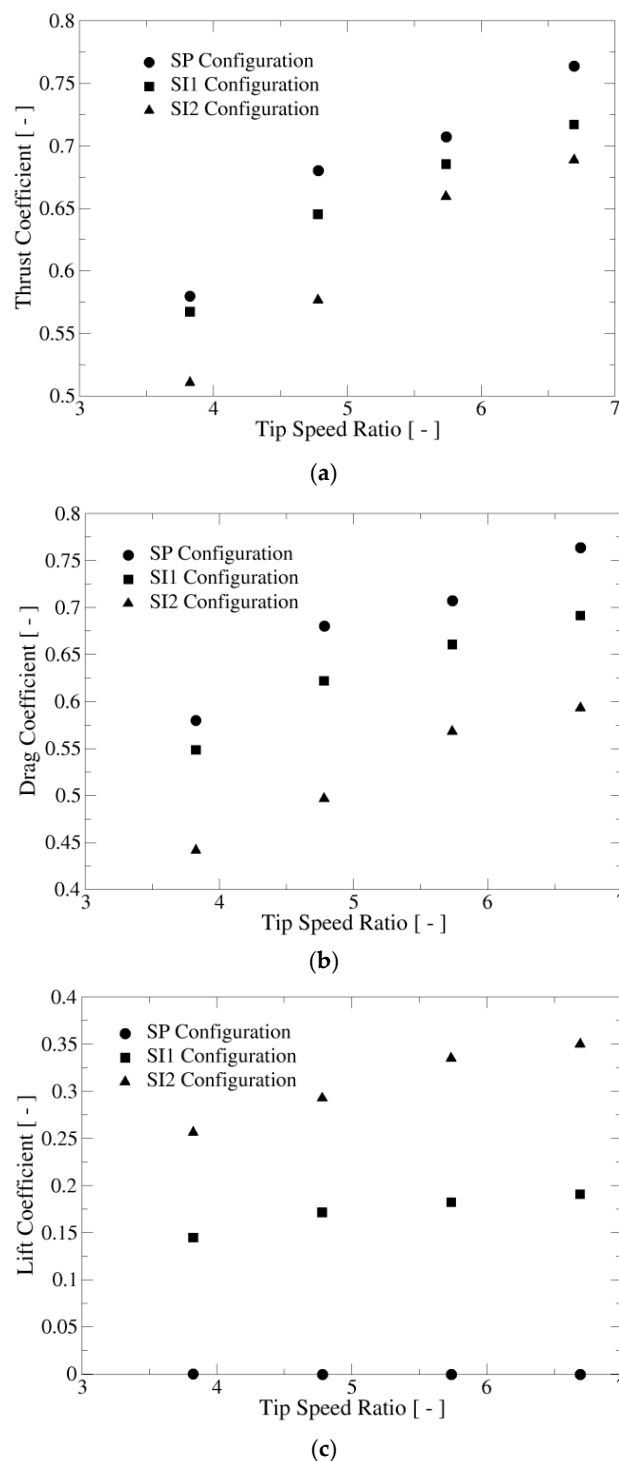 0.8
0.75
0.7
0.65
0.6
0.55
0.5
Thrust Coefficient [ - ]
SP Configuration
SI1 Configuration
SI2 Configuration
3 4 5 6 7
Tip Speed Ratio [ - ]
(a)
0.8
0.75
0.7
0.65
0.6
0.55
0.5
0.45
0.4
Drag Coefficient [ - ]
SP Configuration
SI1 Configuration
SI2 Configuration
3 4 5 6 7
Tip Speed Ratio [ - ]
(b)
0.4
0.35
0.3
0.25
0.2
0.15
0.1
0.05
0
Lift Coefficient [ - ]
SP Configuration
SI1 Configuration
SI2 Configuration
3 4 5 6 7
Tip Speed Ratio [ - ]
(c)